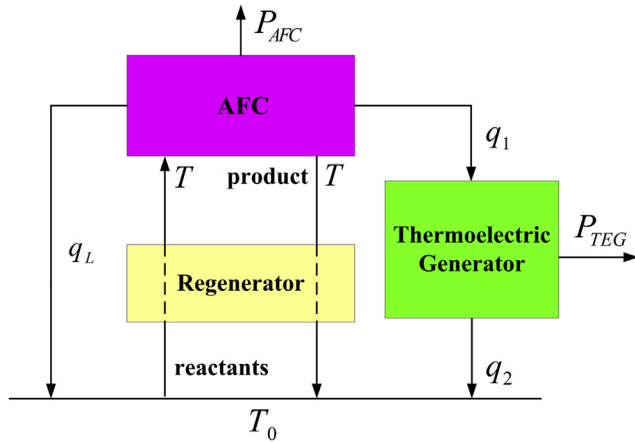 P_AFC
AFC
q_1
T
product
T
P_TEG
Thermoelectric
Generator
q_L
Regenerator
reactants
q_2
T_0